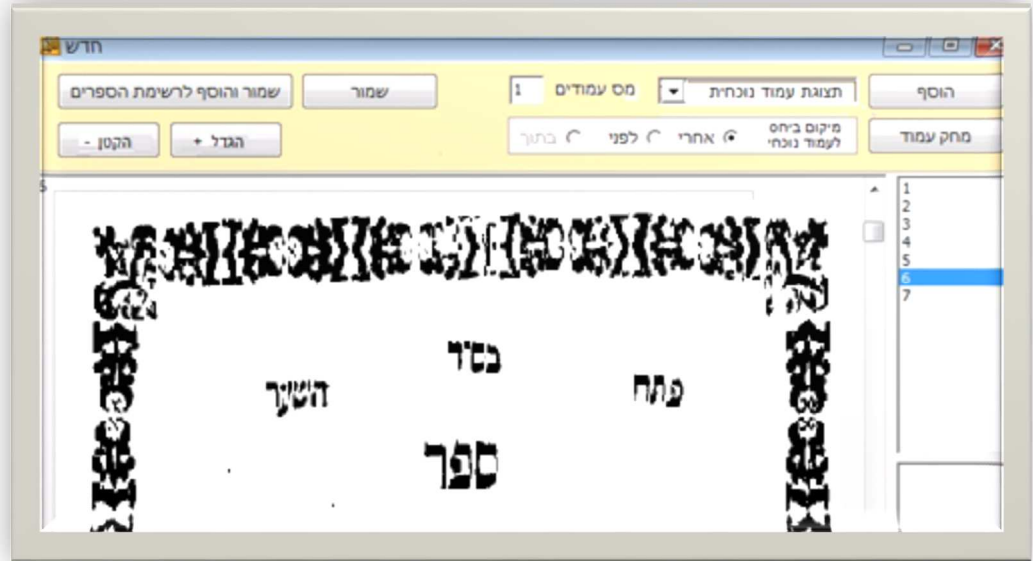 חדש
הוסף
תצוגת עמוד נוכחית
מס עמודים
1
שמור
שמור והוסף לרשימת הספרים
מחק עמוד
מיקום ביחס
לעמוד נוכחי
אחרי
לפני
בתוך
הגדל +
הקטן -
1
2
3
4
5
6
7
בס"ד
פתח השער
ספר